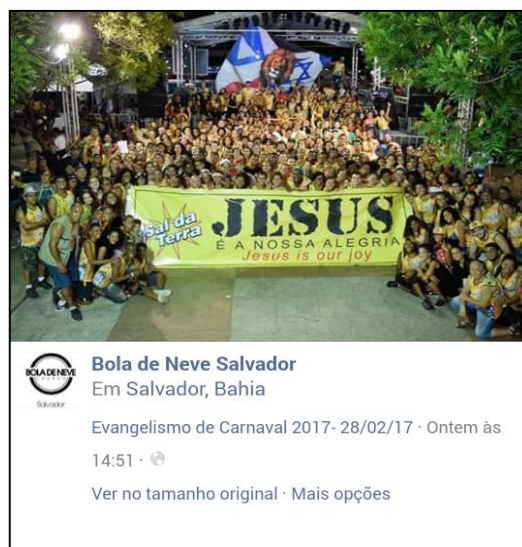 Sal da
Terra
JESUS
É A NOSSA ALEGRIA
Jesus is our joy
BOLA DE NEVE
CHURCH
Salvador
Bola de Neve Salvador
Em Salvador, Bahia
Evangelismo de Carnaval 2017- 28/02/17 · Ontem às
14:51 ·
Ver no tamanho original · Mais opções